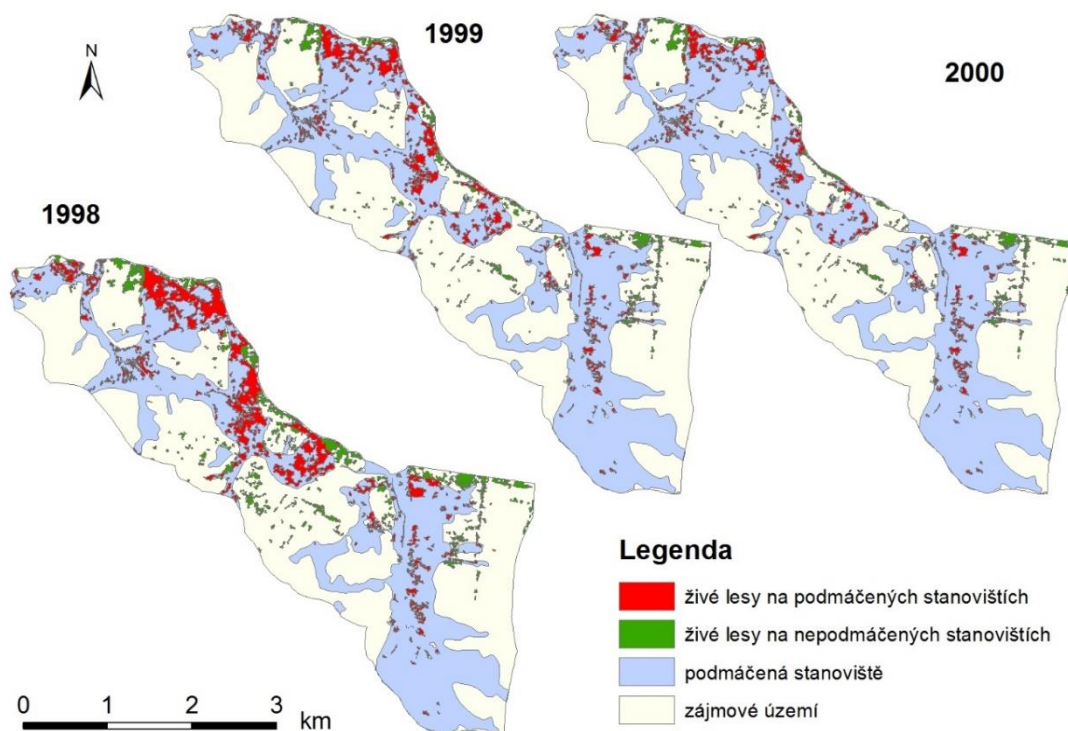 1999
N
2000
1998
Legenda
živé lesy na podmáčených stanovištích
živé lesy na nepodmáčených stanovištích
podmáčená stanoviště
zájmové území
0 1 2 3
km